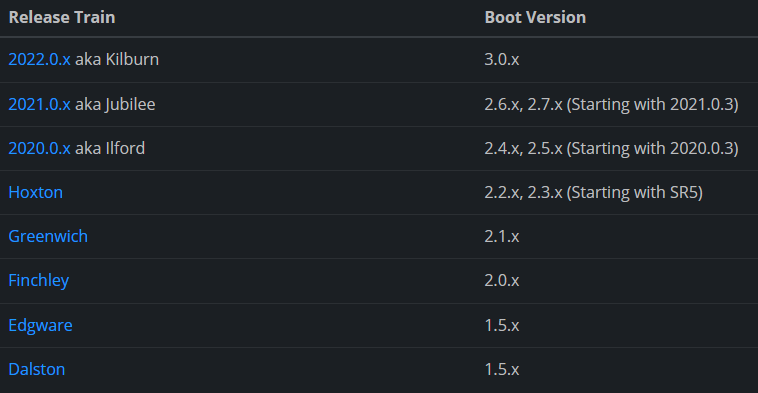 Release Train Boot Version
2022.0.x aka Kilburn 3.0.x
2021.0.x aka Jubilee 2.6.x, 2.7.x (Starting with 2021.0.3)
2020.0.x aka Ilford 2.4.x, 2.5.x (Starting with 2020.0.3)
Hoxton 2.2.x, 2.3.x (Starting with SR5)
Greenwich 2.1.x
Finchley 2.0.x
Edgware 1.5.x
Dalston 1.5.x